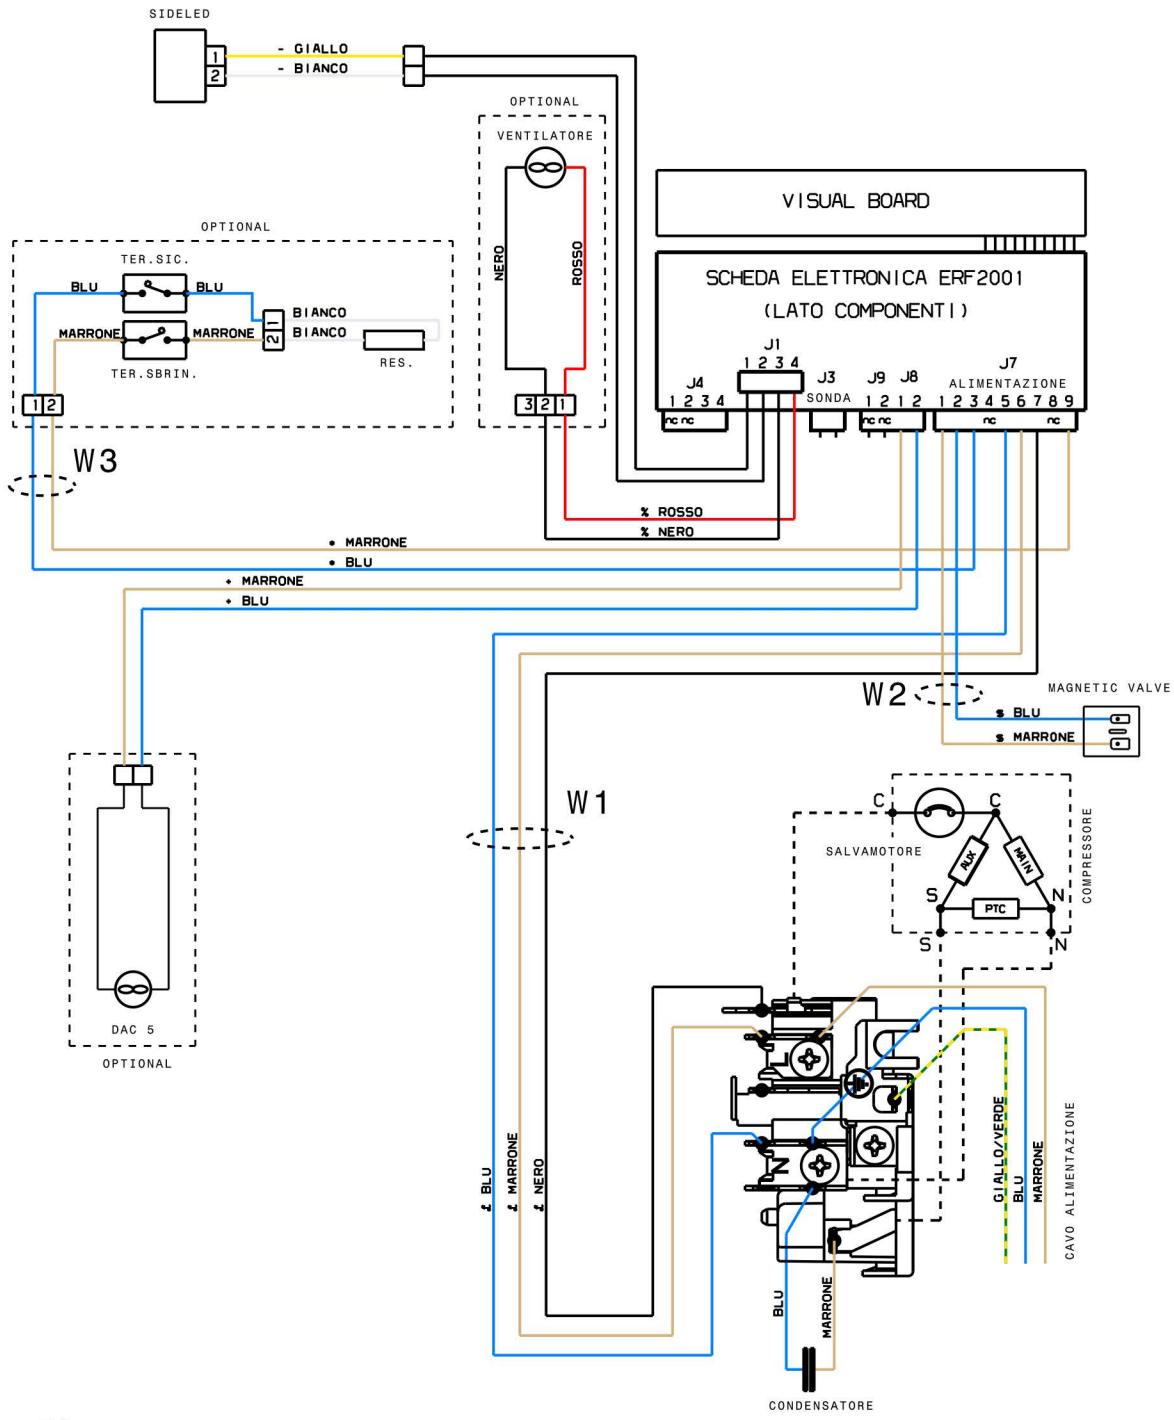 SIDELED
1 - GIALLO
2 - BIANCO
OPTIONAL
VENTILATORE
NERO
ROSSO
3 2 1
VISUAL BOARD
SCHEDA ELETTRONICA ERF2001
(LATO COMPONENTI)
J1
1 2 3 4
J4
1 2 3 4
nc nc
J3
SONDA
J9 J8
1 2 1 2
nc nc
J7
ALIMENTAZIONE
1 2 3 4 5 6 7 8 9
nc nc
OPTIONAL
TER.SIC.
BLU BLU
MARRONE MARRONE
TER.SBRIN.
1 BIANCO
2 BIANCO
RES.
1 2
W3
% ROSSO
% NERO
* MARRONE
* BLU
+ MARRONE
+ BLU
W2
MAGNETIC VALVE
$ BLU
$ MARRONE
W1
C C
SALVAMOTORE
AUX
MAIN
PTC
S N
S N
COMPRESSORE
DAC 5
OPTIONAL
L
N
£ BLU
£ MARRONE
£ NERO
GIALLO/VERDE
BLU
MARRONE
CAVO ALIMENTAZIONE
BLU
MARRONE
CONDENSATORE